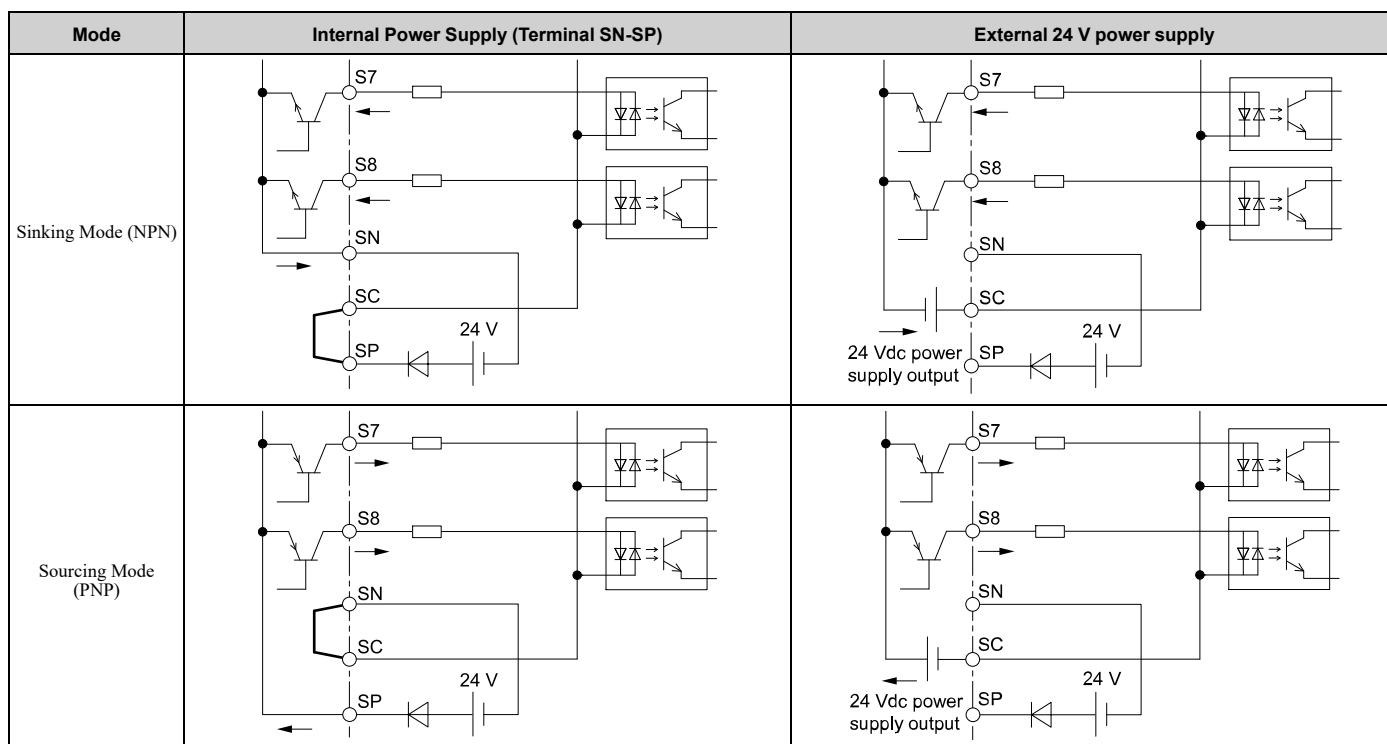 Mode
Internal Power Supply (Terminal SN-SP)
External 24 V power supply
Sinking Mode (NPN)
S7
S8
SN
SC
24 V
SP
S7
S8
SN
SC
24 V
24 Vdc power
supply output
SP
Sourcing Mode
(PNP)
S7
S8
SN
SC
24 V
SP
S7
S8
SN
SC
24 V
24 Vdc power
supply output
SP